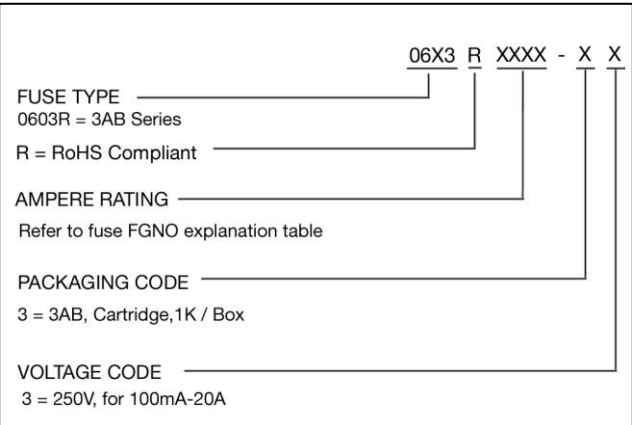 06X3 R XXXX - X X
FUSE TYPE
0603R = 3AB Series
R = RoHS Compliant
AMPERE RATING
Refer to fuse FGNO explanation table
PACKAGING CODE
3 = 3AB, Cartridge,1K / Box
VOLTAGE CODE
3 = 250V, for 100mA-20A